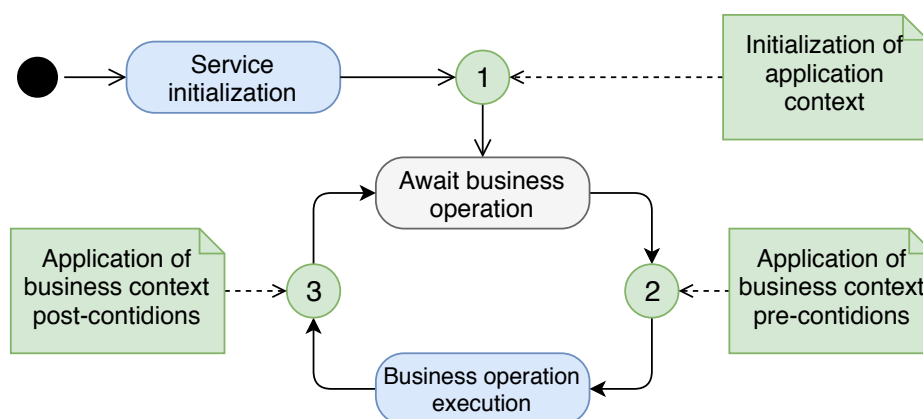 Service
initialization
1
Initialization of
application
context
Await business
operation
Application of
business context
post-contidions
3
2
Application of
business context
pre-contidions
Business operation
execution